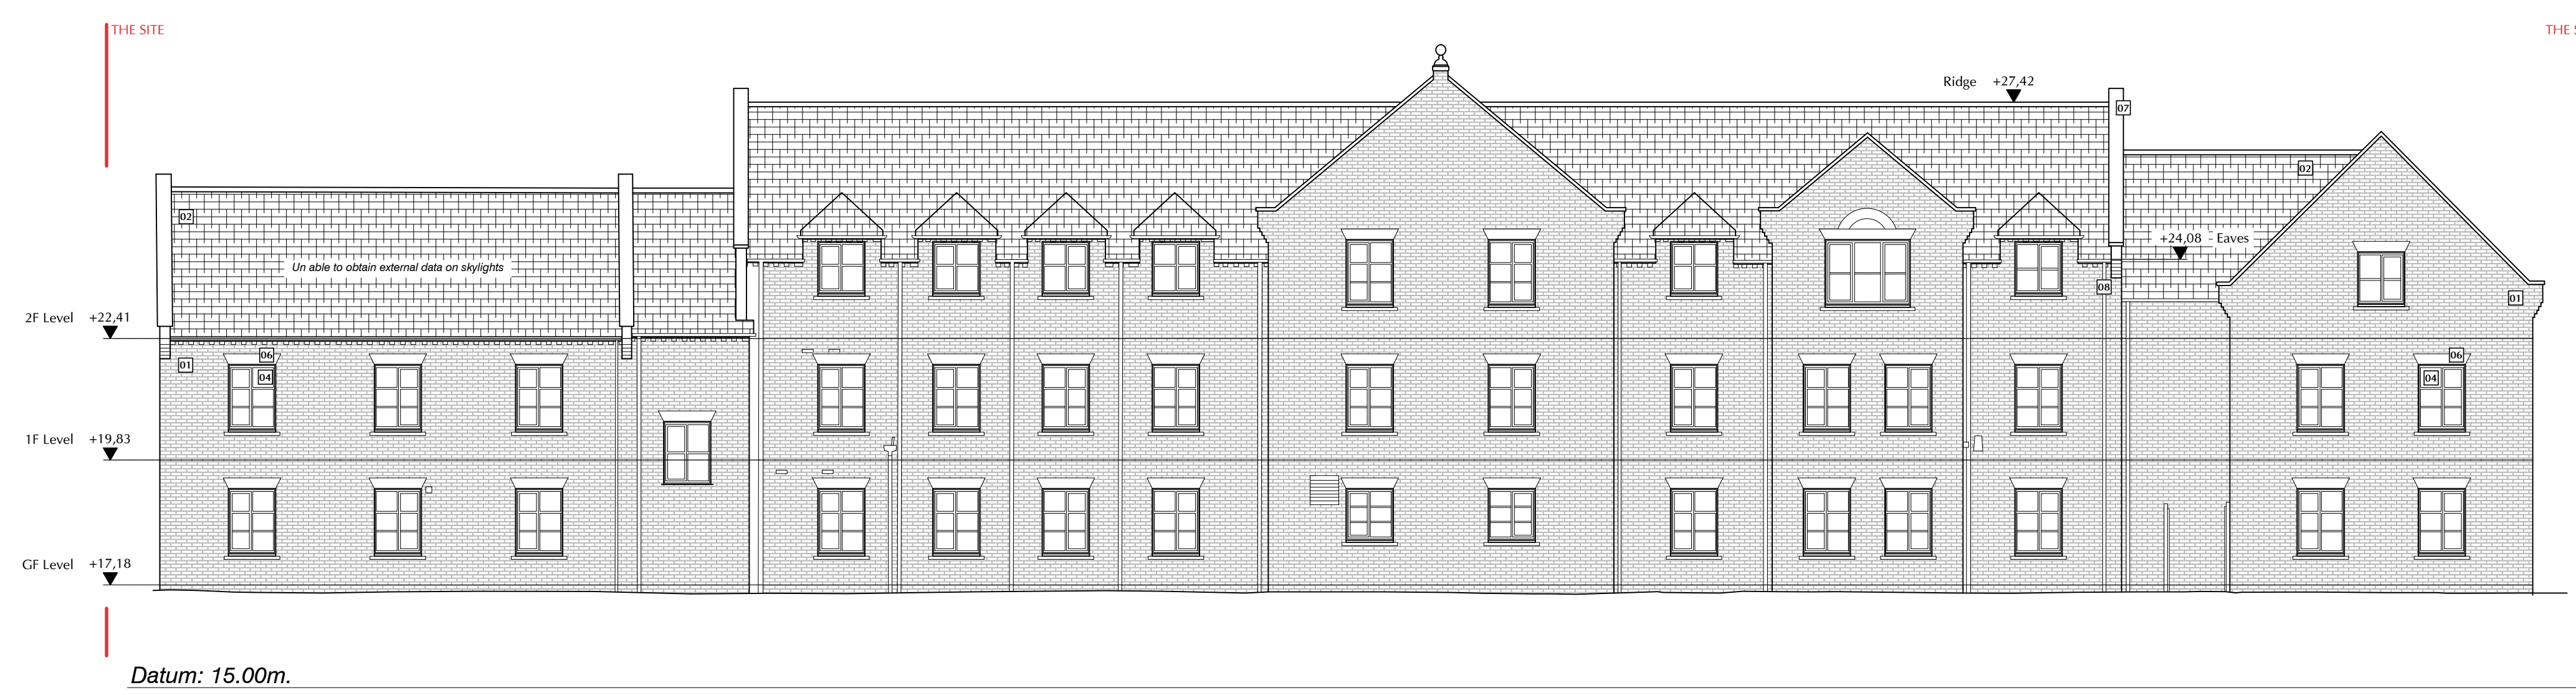 THE SITE
THE S
Ridge +27,42
07
02
02
+24,08 Eaves
Un able to obtain external data on skylights
08
01
2F Level +22,41
06
06
01
04
04
1F Level +19,83
GF Level +17,18
Datum: 15.00m.